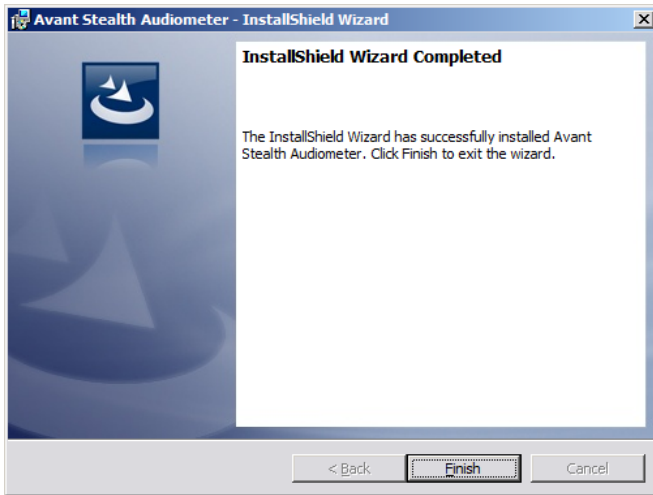 Avant Stealth Audiometer - InstallShield Wizard
InstallShield Wizard Completed
The InstallShield Wizard has successfully installed Avant
Stealth Audiometer. Click Finish to exit the wizard.
< Back Finish Cancel